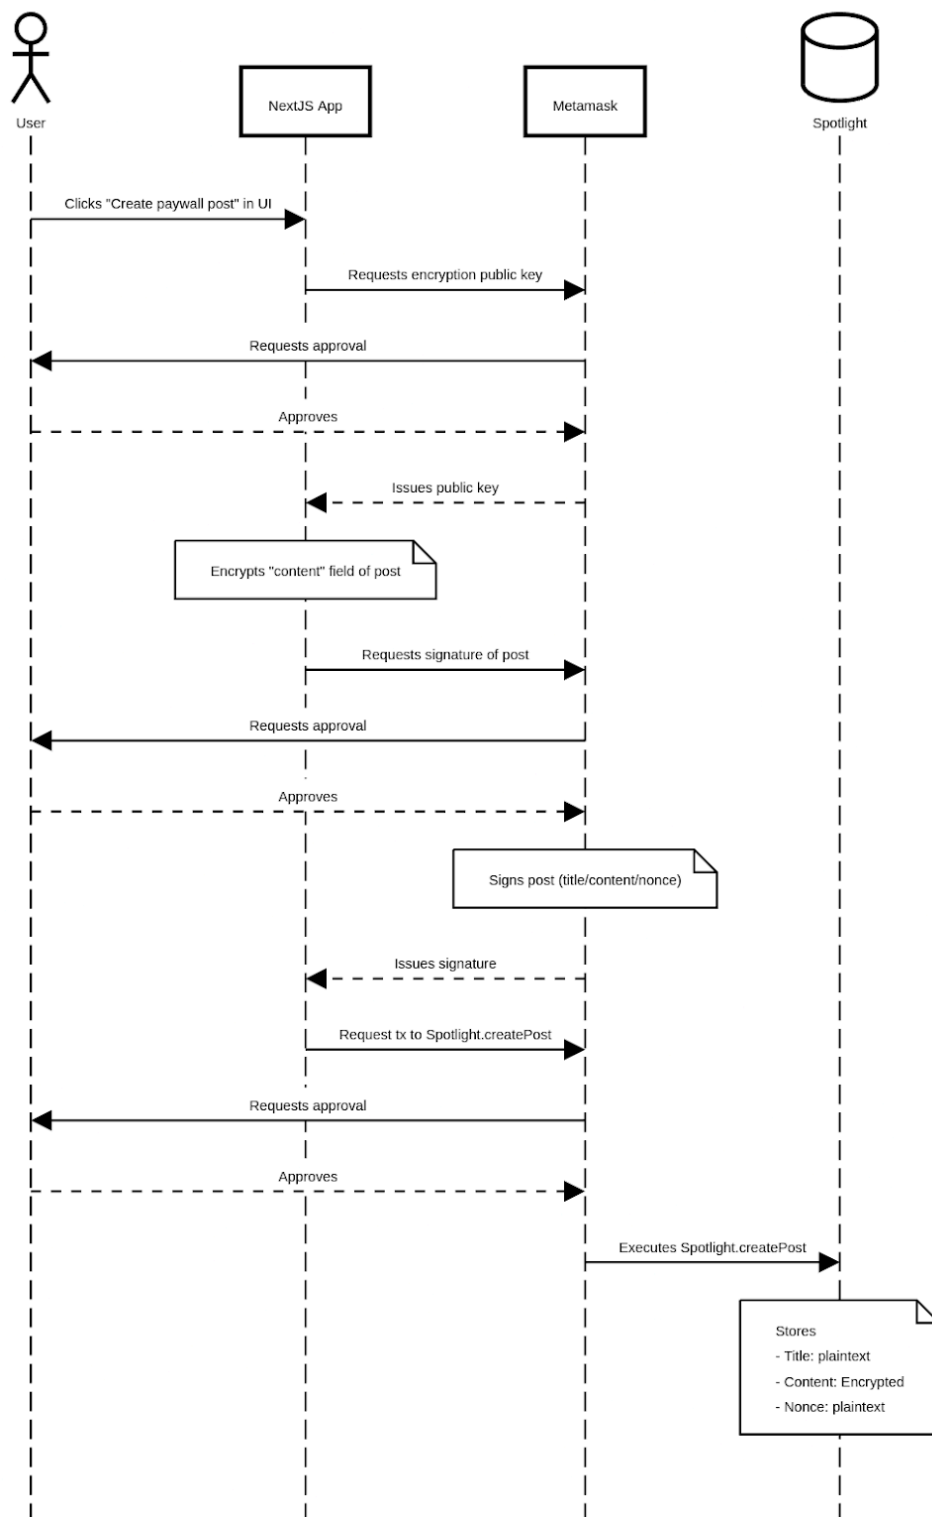 User
NextJS App
Metamask
Spotlight
Clicks "Create paywall post" in UI
Requests encryption public key
Requests approval
Approves
Issues public key
Encrypts "content" field of post
Requests signature of post
Requests approval
Approves
Signs post (title/content/nonce)
Issues signature
Request tx to Spotlight.createPost
Requests approval
Approves
Executes Spotlight.createPost
Stores
- Title: plaintext
- Content: Encrypted
- Nonce: plaintext